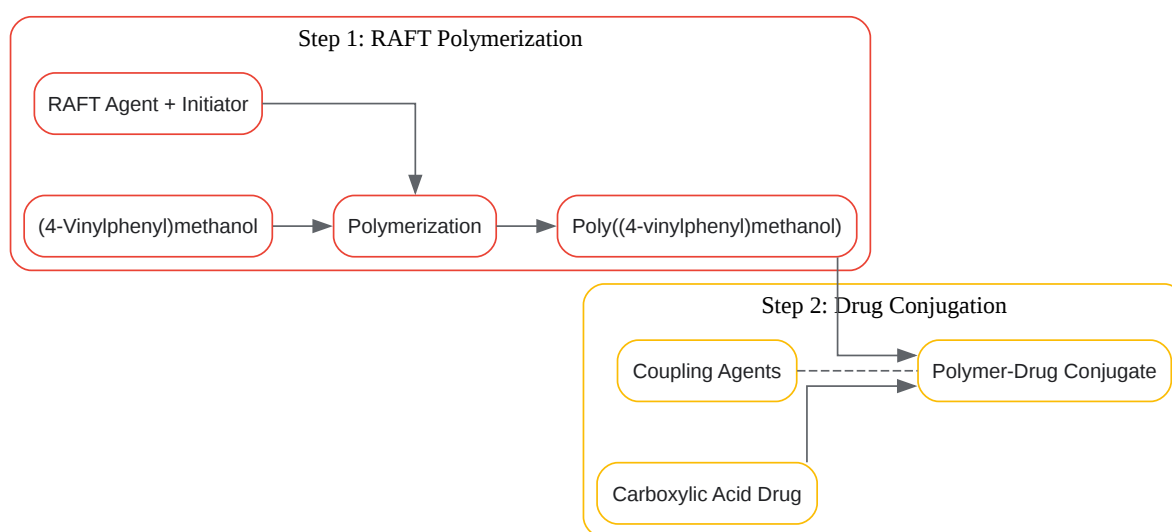 Step 1: RAFT Polymerization
RAFT Agent + Initiator
(4-Vinylphenyl)methanol
Polymerization
Poly((4-vinylphenyl)methanol)
Step 2: Drug Conjugation
Coupling Agents
Polymer-Drug Conjugate
Carboxylic Acid Drug